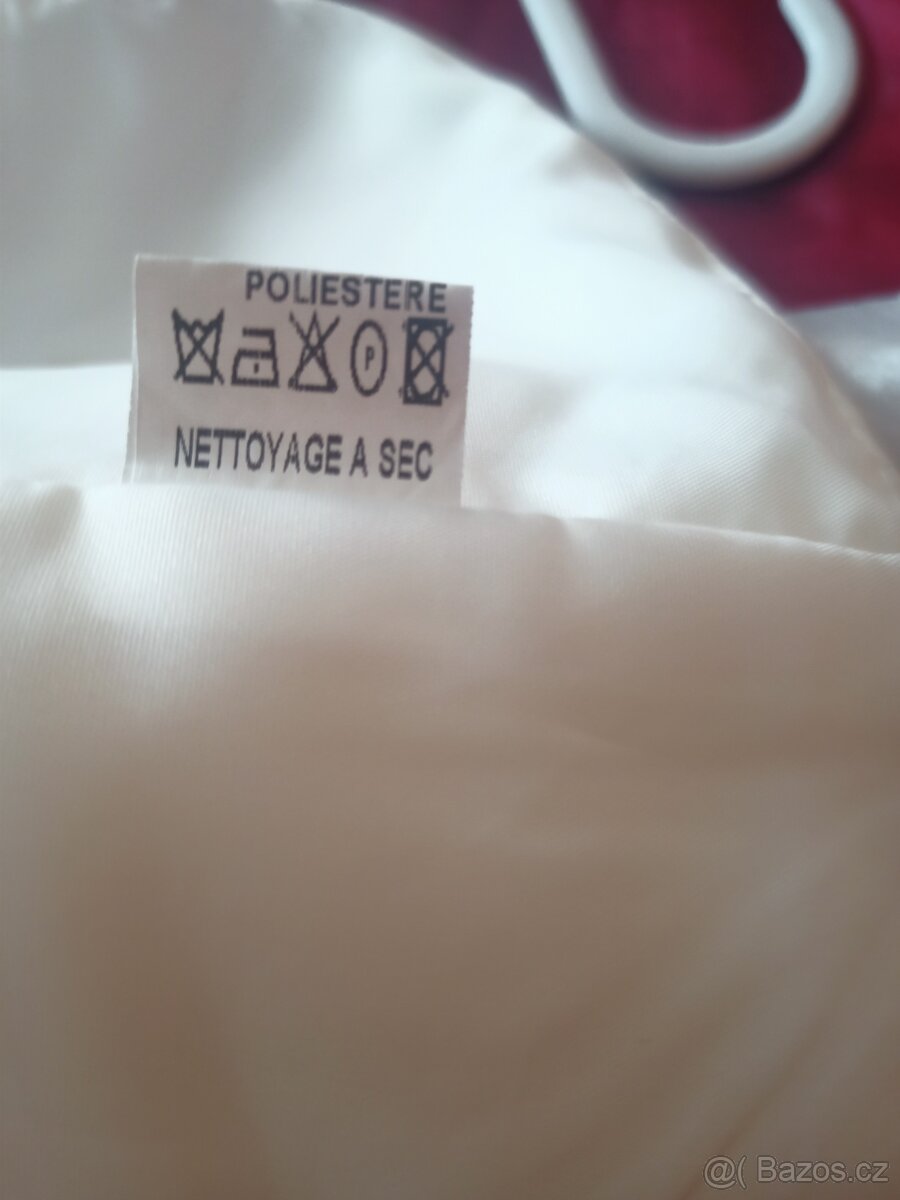 POLIESTERE
P
NETTOYAGE A SEC
@( Bazos.cz